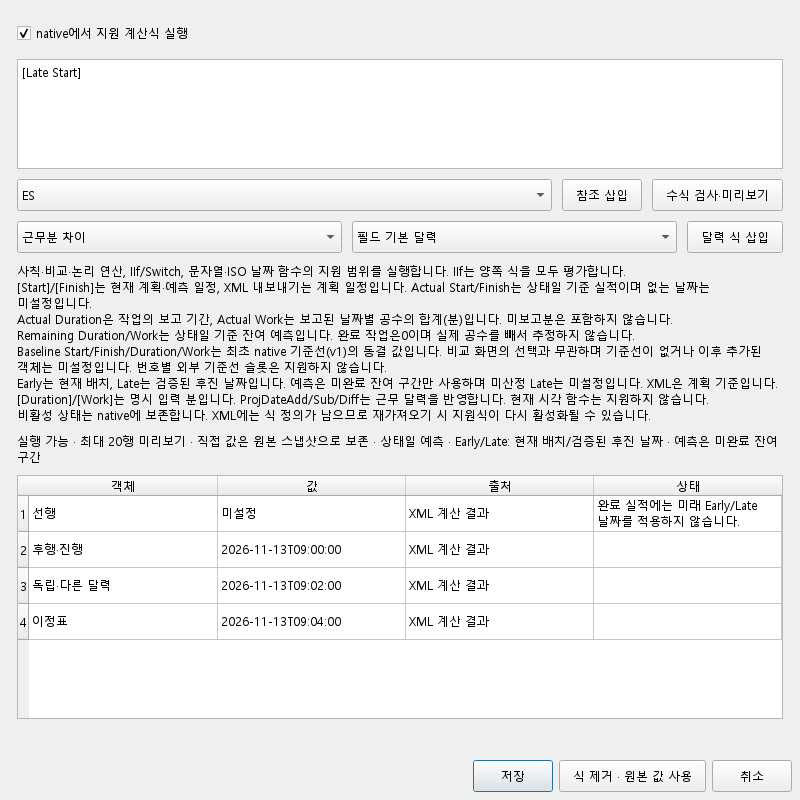 native에서 지원 계산식 실행
[Late Start]
ES
참조 삽입
수식 검사·미리보기
근무분 차이
필드 기본 달력
달력 식 삽입
사칙·비교·논리 연산, IIf/Switch, 문자열·ISO 날짜 함수의 지원 범위를 실행합니다. IIf는 양쪽 식을 모두 평가합니다.
[Start]/[Finish]는 현재 계획·예측 일정, XML 내보내기는 계획 일정입니다. Actual Start/Finish는 상태일 기준 실적이며 없는 날짜는
미설정입니다.
Actual Duration은 작업의 보고 기간, Actual Work는 보고된 날짜별 공수의 합계(분)입니다. 미보고분은 포함하지 않습니다.
Remaining Duration/Work는 상태일 기준 잔여 예측입니다. 완료 작업은0이며 실제 공수를 빼서 추정하지 않습니다.
Baseline Start/Finish/Duration/Work는 최초 native 기준선(v1)의 동결 값입니다. 비교 화면의 선택과 무관하며 기준선이 없거나 이후 추가된
객체는 미설정입니다. 번호별 외부 기준선 슬롯은 지원하지 않습니다.
Early는 현재 배치, Late는 검증된 후진 날짜입니다. 예측은 미완료 잔여 구간만 사용하며 미산정 Late는 미설정입니다. XML은 계획 기준입니다.
[Duration]/[Work]는 명시 입력 분입니다. ProjDateAdd/Sub/Diff는 근무 달력을 반영합니다. 현재 시각 함수는 지원하지 않습니다.
비활성 상태는 native에 보존합니다. XML에는 식 정의가 남으므로 재가져오기 시 지원식이 다시 활성화될 수 있습니다.
실행 가능 · 최대 20행 미리보기 · 직접 값은 원본 스냅샷으로 보존 · 상태일 예측 · Early/Late: 현재 배치/검증된 후진 날짜 · 예측은 미완료 잔여
구간
객체 값 출처 상태
1 선행 미설정 XML 계산 결과 완료 실적에는 미래 Early/Late
날짜를 적용하지 않습니다.
2 후행·진행 2026-11-13T09:00:00 XML 계산 결과
3 독립·다른 달력 2026-11-13T09:02:00 XML 계산 결과
4 이정표 2026-11-13T09:04:00 XML 계산 결과
저장
식 제거 · 원본 값 사용
취소